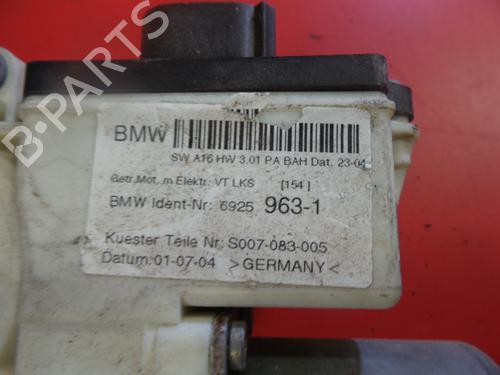 BMW
SW A16 HW 3.01 PA BAH Dat. 23-04
Getr.Mot. m Elektr. VT LKS [154]
BMW Ident-Nr: 6925 963-1
Kuester Teile Nr: S007-083-005
Datum:01-07-04 >GERMANY<
B-PARTS